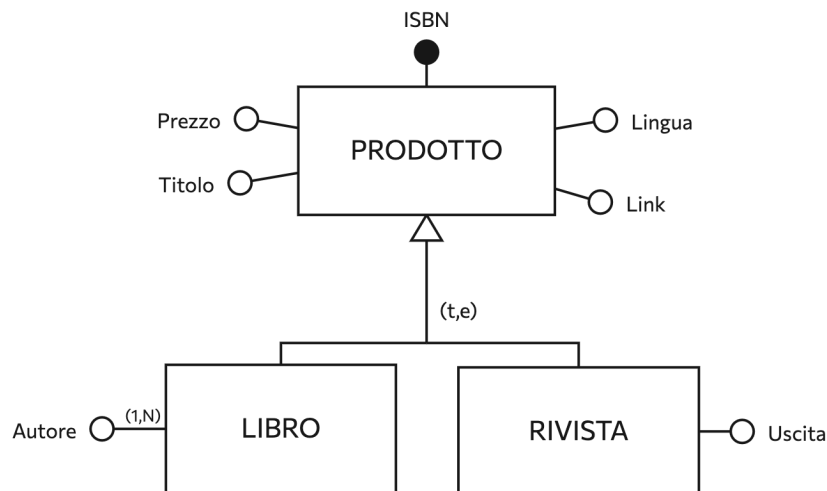 ISBN
Prezzo
Lingua
PRODOTTO
Titolo
Link
(t,e)
Autore
(1,N)
LIBRO
RIVISTA
Uscita